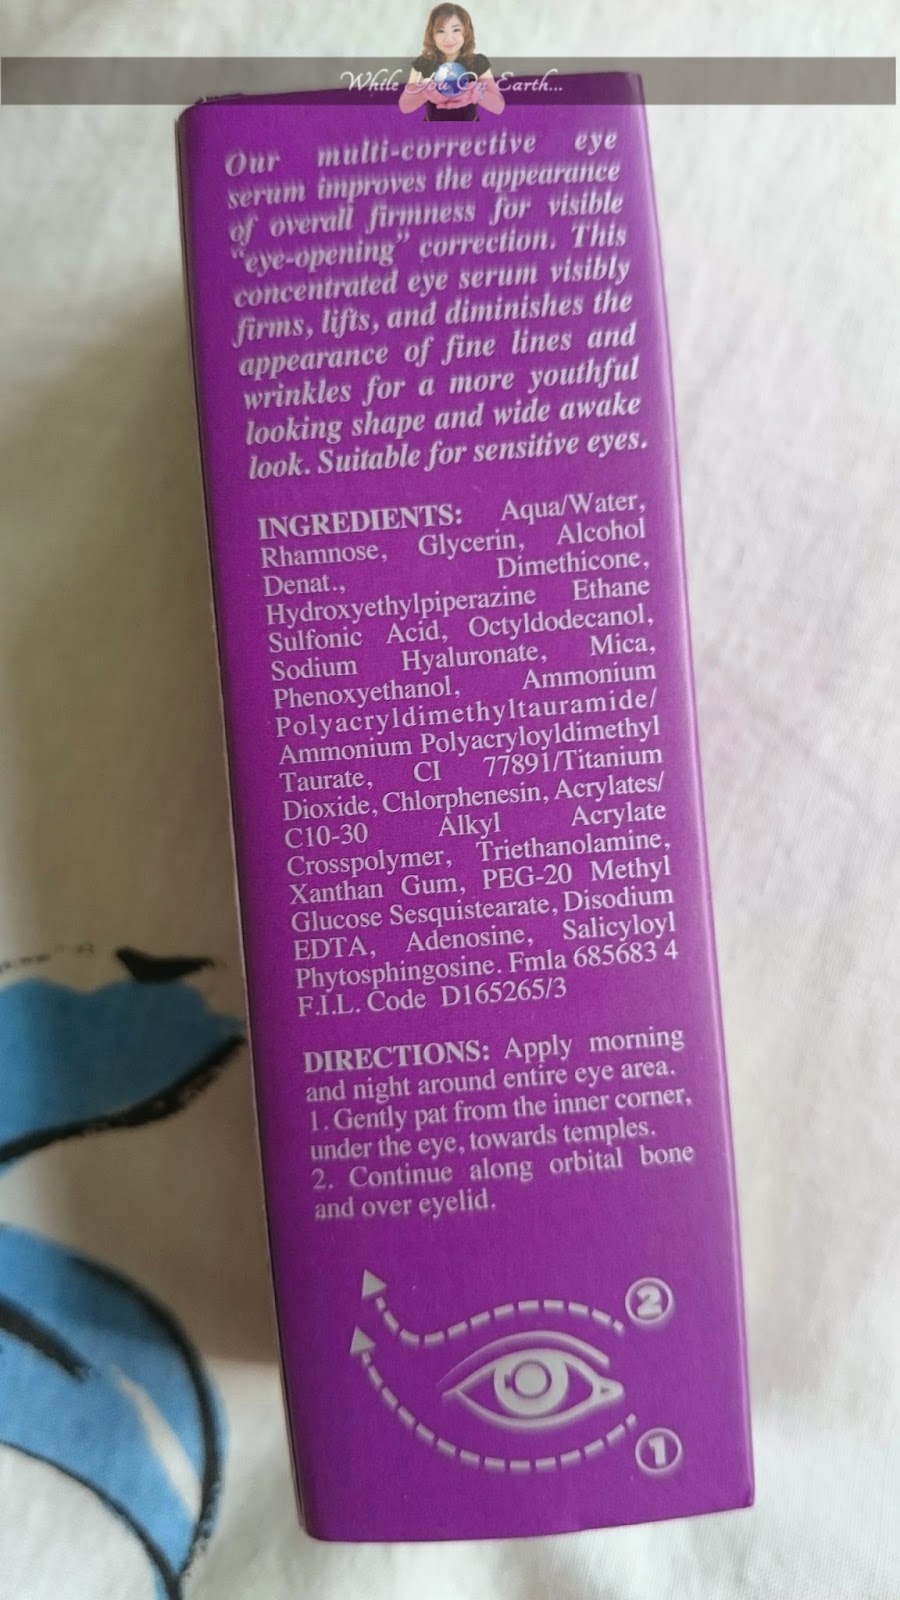 While You On Earth...
Our multi-corrective eye
serum improves the appearance
of overall firmness for visible
“eye-opening” correction. This
concentrated eye serum visibly
firms, lifts, and diminishes the
appearance of fine lines and
wrinkles for a more youthful
looking shape and wide awake
look. Suitable for sensitive eyes.
INGREDIENTS: Aqua/Water,
Rhamnose, Glycerin, Alcohol
Denat., Dimethicone,
Hydroxyethylpiperazine Ethane
Sulfonic Acid, Octyldodecanol,
Sodium Hyaluronate, Mica,
Phenoxyethanol, Ammonium
Polyacryldimethyltauramide/
Ammonium Polyacryloyldimethyl
Taurate, CI 77891/Titanium
Dioxide, Chlorphenesin, Acrylates/
C10-30 Alkyl Acrylate
Crosspolymer, Triethanolamine,
Xanthan Gum, PEG-20 Methyl
Glucose Sesquistearate, Disodium
EDTA, Adenosine, Salicyloyl
Phytosphingosine. Fmla 685683 4
F.I.L. Code D165265/3
DIRECTIONS: Apply morning
and night around entire eye area.
1. Gently pat from the inner corner,
under the eye, towards temples.
2. Continue along orbital bone
and over eyelid.
2
1